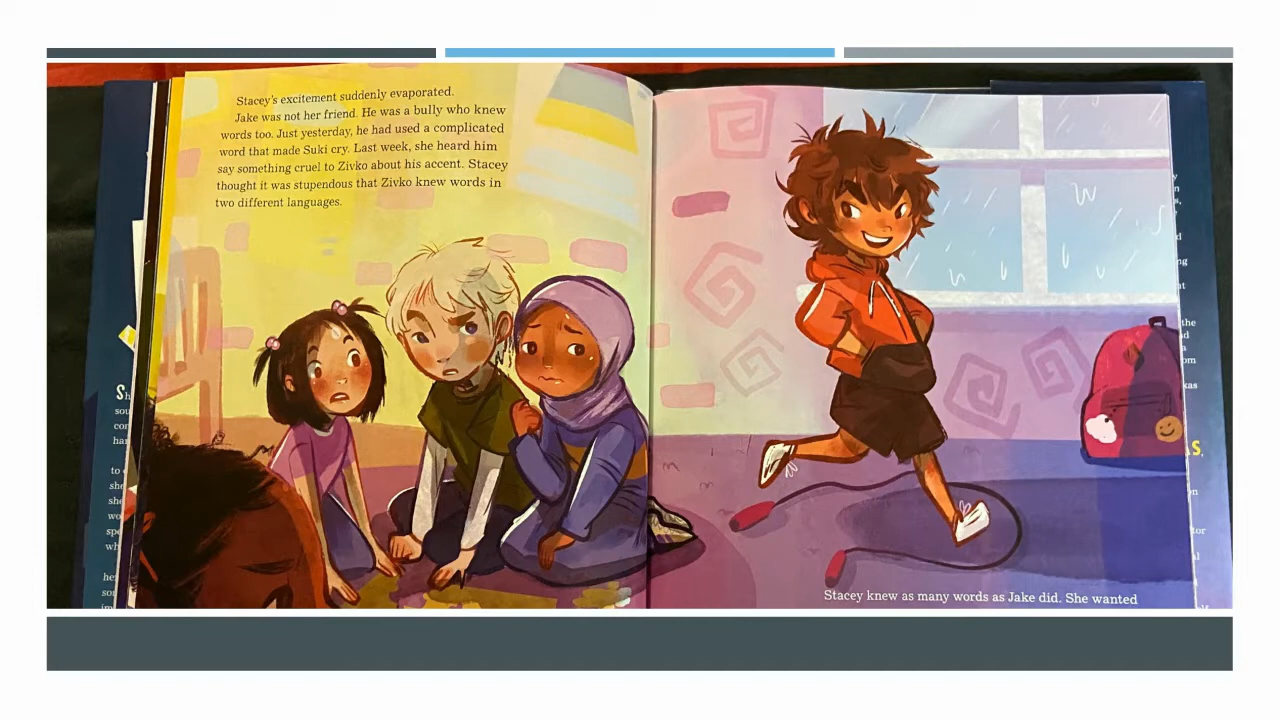 Stacey's excitement suddenly evaporated.
Jake was not her friend. He was a bully who knew
words too. Just yesterday, he had used a complicated
word that made Suki cry. Last week, she heard him
say something cruel to Zivko about his accent. Stacey
thought it was stupendous that Zivko knew words in
two different languages.
Stacey knew as many words as Jake did. She wanted